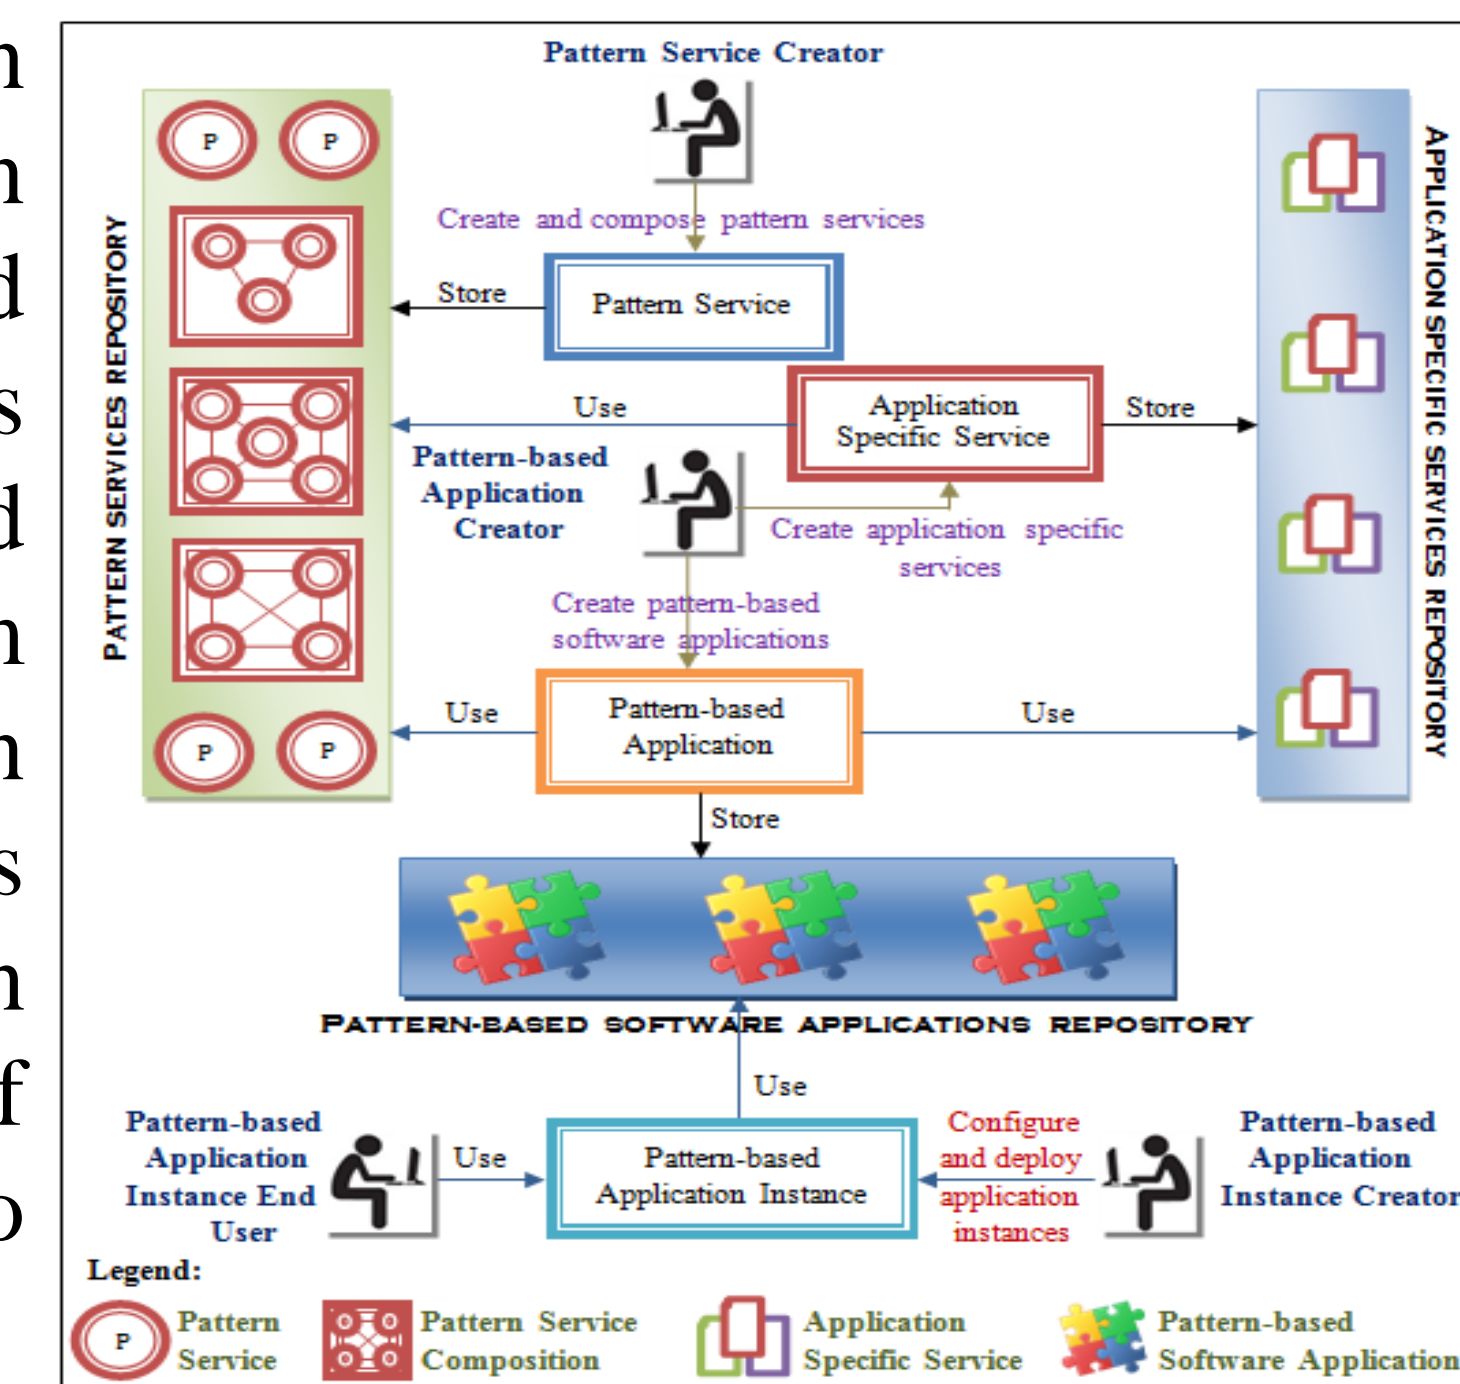 n
n
d
s
d
n
n
s
n
f
o
Pattern Service Creator
P
P
PATTERN SERVICES REPOSITORY
APPLICATION SPECIFIC SERVICES REPOSITORY
Create and compose pattern services
Store
Pattern Service
Use
Application
Specific Service
Store
Pattern-based
Application
Creator
Create application specific
services
Create pattern-based
software applications
Use
Pattern-based
Application
Use
P
P
Store
PATTERN-BASED SOFTWARE APPLICATIONS REPOSITORY
Use
Pattern-based
Application
Instance End
User
Use
Pattern-based
Application Instance
Configure
and deploy
application
instances
Pattern-based
Application
Instance Creator
Legend:
P
Pattern
Service
Pattern Service
Composition
Application
Specific Service
Pattern-based
Software Application